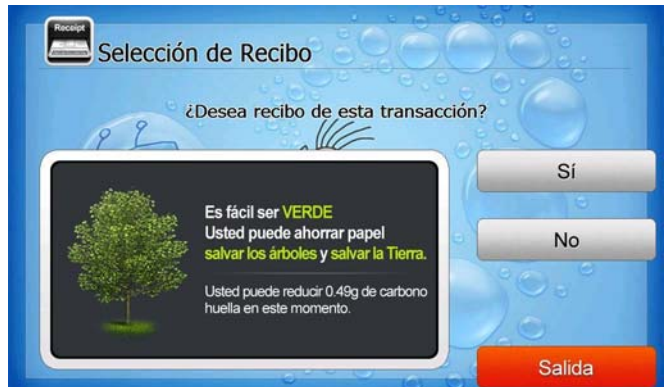 Receipt
Selección de Recibo
¿Desea recibo de esta transacción?
Es fácil ser VERDE
Usted puede ahorrar papel
salvar los árboles y salvar la Tierra.
Usted puede reducir 0.49g de carbono
huella en este momento.
Sí
No
Salida